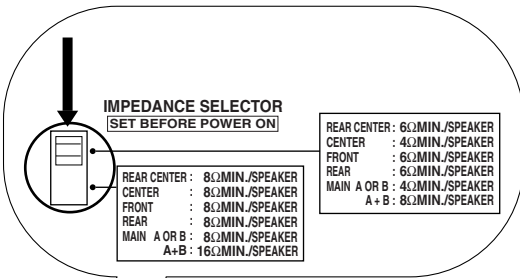 IMPEDANCE SELECTOR
SET BEFORE POWER ON
REAR CENTER : 6ΩMIN./SPEAKER
CENTER : 4ΩMIN./SPEAKER
FRONT : 6ΩMIN./SPEAKER
REAR : 6ΩMIN./SPEAKER
MAIN A OR B : 4ΩMIN./SPEAKER
A + B : 8ΩMIN./SPEAKER
REAR CENTER : 8ΩMIN./SPEAKER
CENTER : 8ΩMIN./SPEAKER
FRONT : 8ΩMIN./SPEAKER
REAR : 8ΩMIN./SPEAKER
MAIN A OR B : 8ΩMIN./SPEAKER
A+B : 16ΩMIN./SPEAKER